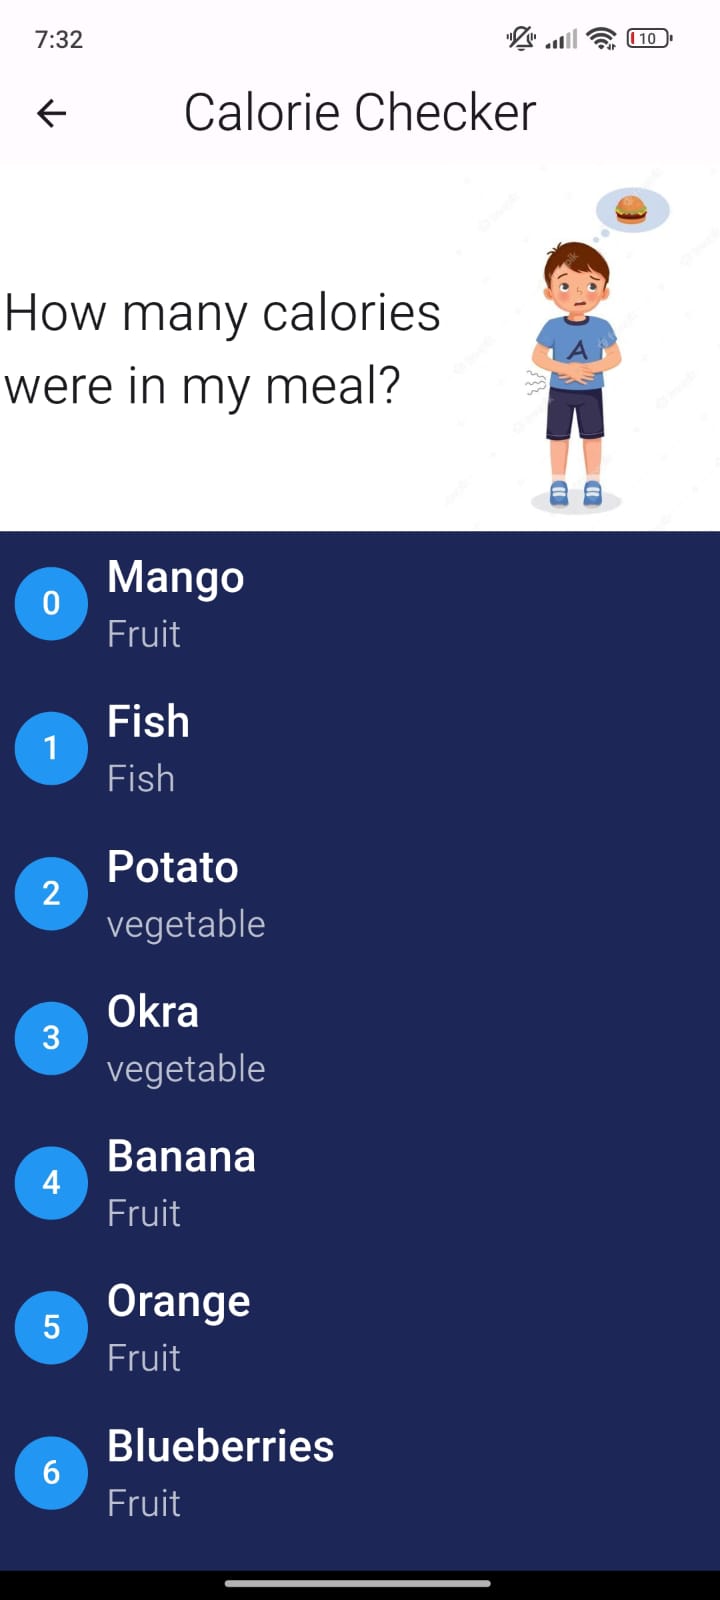 7:32
10
Calorie Checker
How many calories
were in my meal?
A
0
Mango
Fruit
1
Fish
Fish
2
Potato
vegetable
3
Okra
vegetable
4
Banana
Fruit
5
Orange
Fruit
6
Blueberries
Fruit